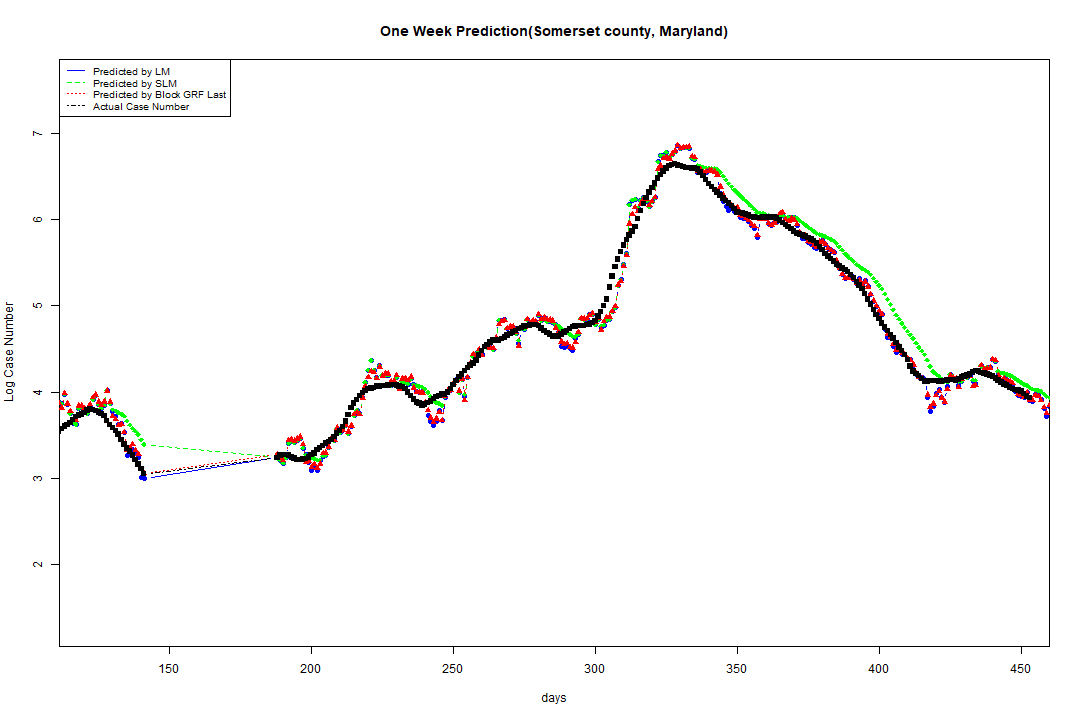 One Week Prediction(Somerset county, Maryland)
Predicted by LM
Predicted by SLM
Predicted by Block GRF Last
Actual Case Number
Log Case Number
7
6
5
4
3
2
150 200 250 300 350 400 450
days